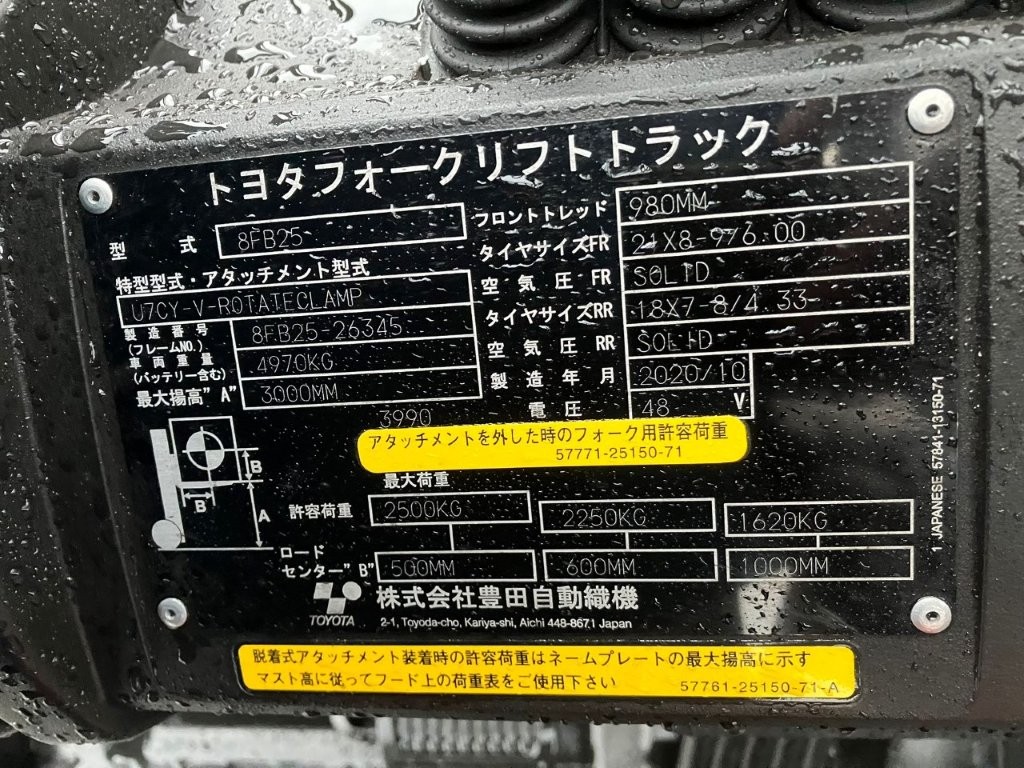 トヨタフォークリフトトラック
型式 8FB25
特型型式・アタッチメント型式
U7CY-V-ROTATECLAMP
製造番号
(フレームNO.) 8FB25-26345
車両重量
(バッテリー含む) 4970KG
最大揚高"A" 3000MM
3990
フロントトレッド 980MM
タイヤサイズFR 21X8-9/6.00
空気圧 FR SOLID
タイヤサイズRR 18X7-8/4.33
空気圧 RR SOLID
製造年月 2020/10
電圧 48 V
アタッチメントを外した時のフォーク用許容荷重
57771-25150-71
最大荷重
B
B
A
許容荷重 2500KG 2250KG 1620KG
ロード
センター"B" 500MM 600MM 1000MM
TOYOTA
株式会社豊田自動織機
2-1, Toyoda-cho, Kariya-shi, Aichi 448-8671 Japan
1 JAPANESE 57841-13150-71
脱着式アタッチメント装着時の許容荷重はネームプレートの最大揚高に示す
マスト高に従ってフード上の荷重表をご使用下さい 57761-25150-71-A